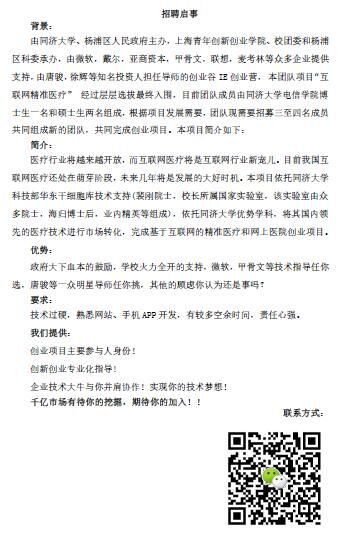 招聘启事
背景：
由同济大学、杨浦区人民政府主办，上海青年创新创业学院、校团委和杨浦
区科委承办，由微软，戴尔，亚商资本，甲骨文，联想，麦考林等众多企业提供
支持，由唐骏，徐辉等知名投资人担任导师的创业谷 IE 创业营， 本团队项目“互
联网精准医疗” 经过层层选拔最终入围，目前团队成员由同济大学电信学院博
士生一名和硕士生两名组成，根据项目发展需要，团队现需要招募三至四名成员
共同组成新的团队，共同完成创业项目。本项目简介如下：
简介：
医疗行业将越来越开放，而互联网医疗将是互联网行业新宠儿。目前我国互
联网医疗还处在萌芽阶段，未来几年将是发展的大好时机。本项目依托同济大学
科技部华东干细胞库技术支持(裴刚院士，校长所属国家实验室，该实验室由众
多院士，海归博士后，业内精英等组成)，依托同济大学优势学科，将其国内领
先的医疗技术进行市场转化，完成基于互联网的精准医疗和网上医院创业项目。
优势：
政府大下血本的鼓励，学校火力全开的支持，微软，甲骨文等技术指导任你
选，唐骏等一众明星导师任你挑，其他的顾虑你认为还是事吗？
要求：
技术过硬，熟悉网站、手机 APP 开发，有较多空余时间，责任心强。
我们提供：
创业项目主要参与人身份！
创新创业专业化指导！
企业技术大牛与你并肩协作！实现你的技术梦想！
千亿市场有待你的挖掘，期待你的加入！！
联系方式：